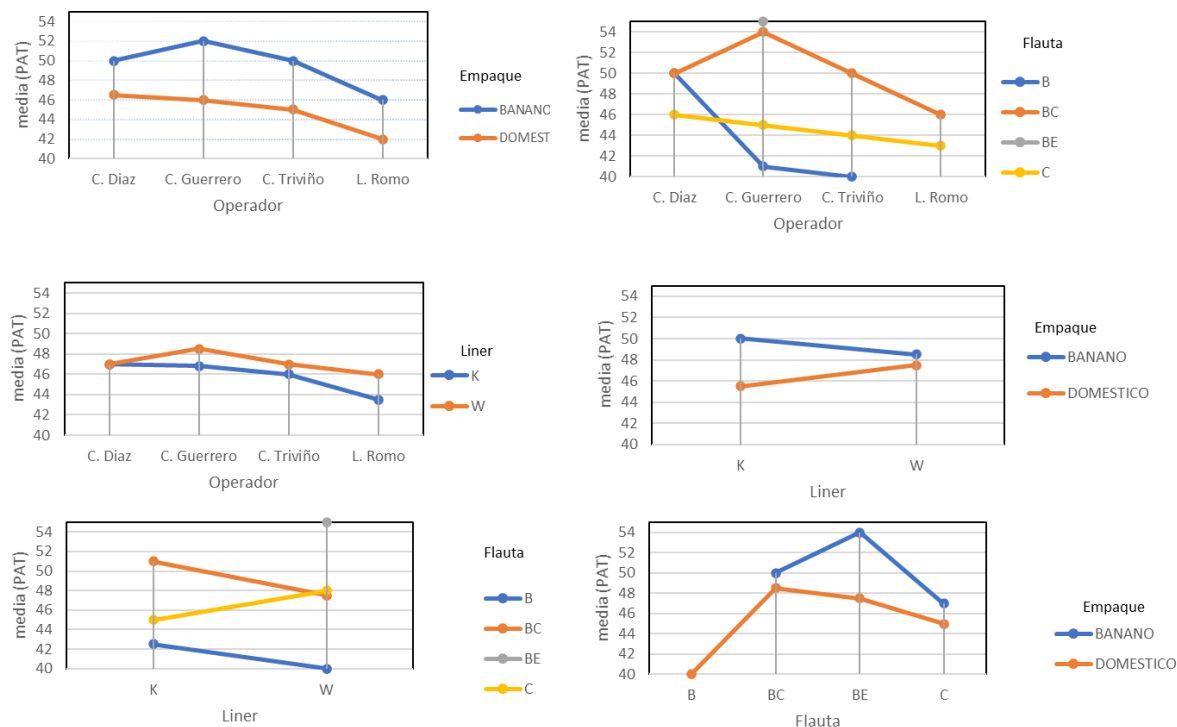 media (PAT)
54
52
50
48
46
44
42
40
C. Diaz C. Guerrero C. Triviño L. Romo
Operador
Empaque
BANANO
DOMEST
media (PAT)
54
52
50
48
46
44
42
40
C. Diaz C. Guerrero C. Triviño L. Romo
Operador
Flauta
B
BC
BE
C
media (PAT)
54
52
50
48
46
44
42
40
C. Diaz C. Guerrero C. Triviño L. Romo
Operador
Liner
K
W
media (PAT)
54
52
50
48
46
44
42
40
K W
Liner
Empaque
BANANO
DOMESTICO
media (PAT)
54
52
50
48
46
44
42
40
K W
Liner
Flauta
B
BC
BE
C
media (PAT)
54
52
50
48
46
44
42
40
B BC BE C
Flauta
Empaque
BANANO
DOMESTICO